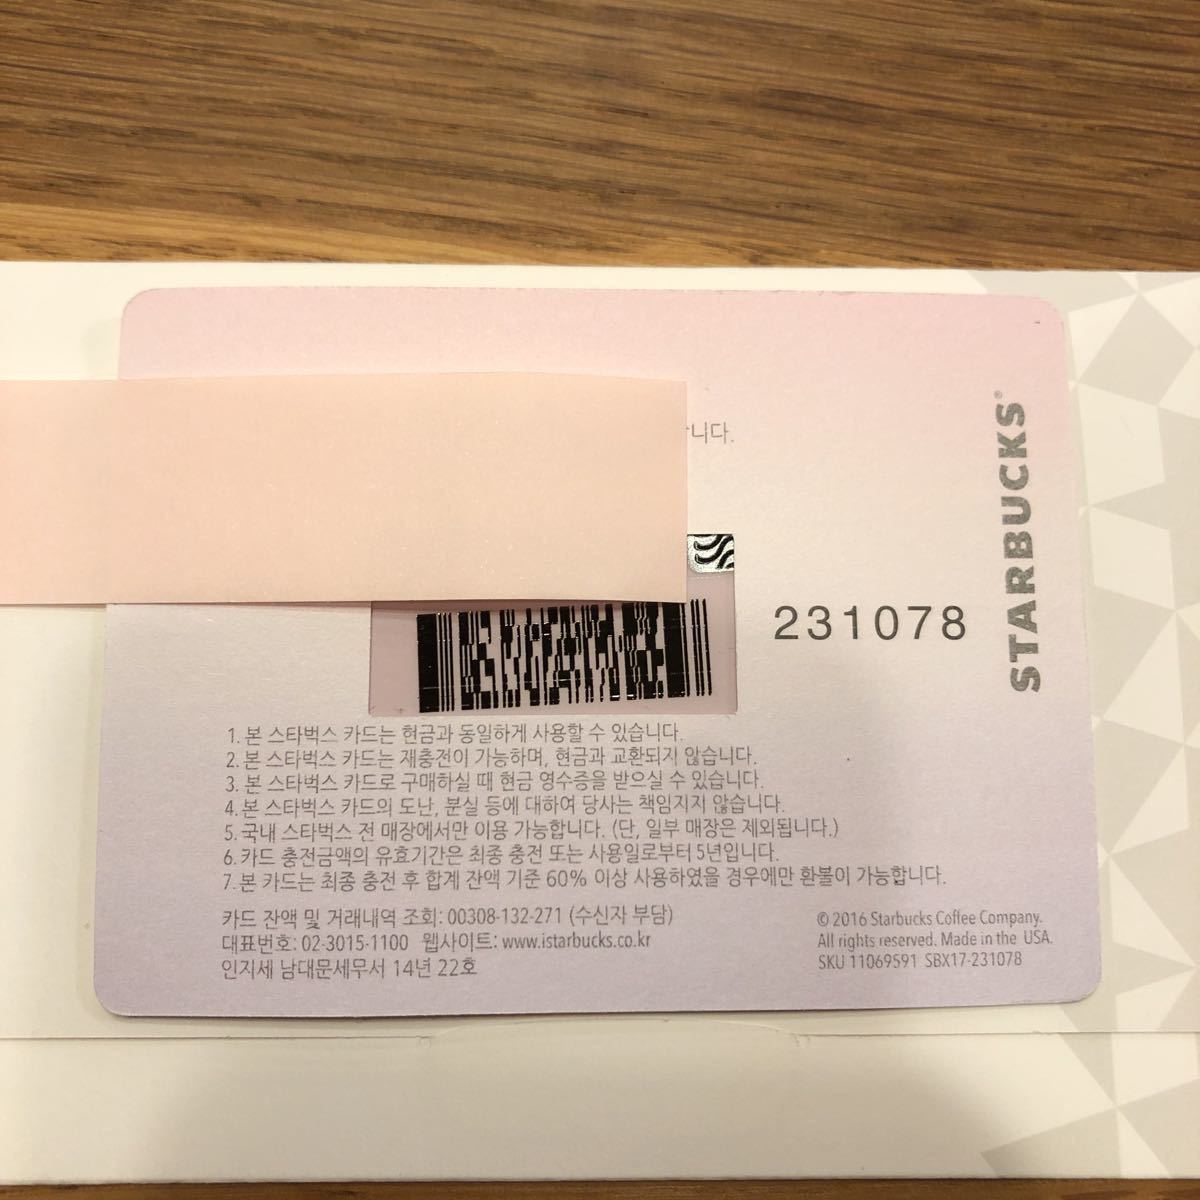 니다.
231078
STARBUCKS®
1. 본 스타벅스 카드는 현금과 동일하게 사용할 수 있습니다.
2. 본 스타벅스 카드는 재충전이 가능하며, 현금과 교환되지 않습니다.
3. 본 스타벅스 카드로 구매하실 때 현금 영수증을 받으실 수 있습니다.
4. 본 스타벅스 카드의 도난, 분실 등에 대하여 당사는 책임지지 않습니다.
5. 국내 스타벅스 전 매장에서만 이용 가능합니다. (단, 일부 매장은 제외됩니다.)
6. 카드 충전금액의 유효기간은 최종 충전 또는 사용일로부터 5년입니다.
7. 본 카드는 최종 충전 후 합계 잔액 기준 60% 이상 사용하였을 경우에만 환불이 가능합니다.
카드 잔액 및 거래내역 조회: 00308-132-271 (수신자 부담)
대표번호: 02-3015-1100 웹사이트: www.istarbucks.co.kr
인지세 남대문세무서 14년 22호
© 2016 Starbucks Coffee Company.
All rights reserved. Made in the USA.
SKU 11069591 SBX17-231078